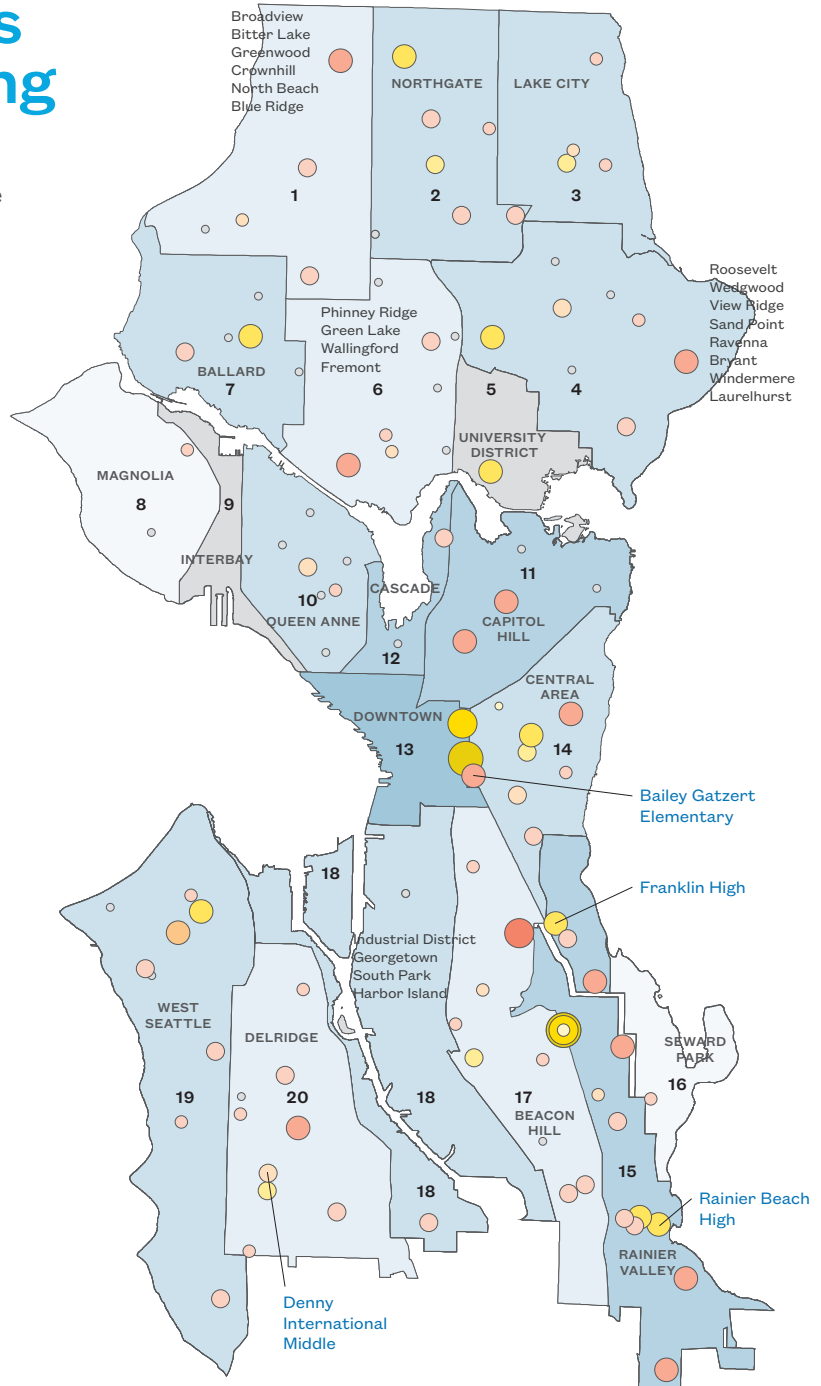 s
ng
e
Broadview
Bitter Lake
Greenwood
Crownhill
North Beach
Blue Ridge
NORTHGATE
LAKE CITY
1
2
3
Roosevelt
Wedgwood
View Ridge
Sand Point
Ravenna
Bryant
Windermere
Laurelhurst
Phinney Ridge
Green Lake
Wallingford
Fremont
BALLARD
7
6
5
4
UNIVERSITY
DISTRICT
MAGNOLIA
8
9
INTERBAY
10
QUEEN ANNE
CASCADE
12
11
CAPITOL
HILL
CENTRAL
AREA
DOWNTOWN
13
14
Bailey Gatzert
Elementary
18
Franklin High
Industrial District
Georgetown
South Park
Harbor Island
WEST
SEATTLE
DELRIDGE
SEWARD
PARK
16
19
20
18
17
BEACON
HILL
15
18
Rainier Beach
High
RAINIER
VALLEY
Denny
International
Middle